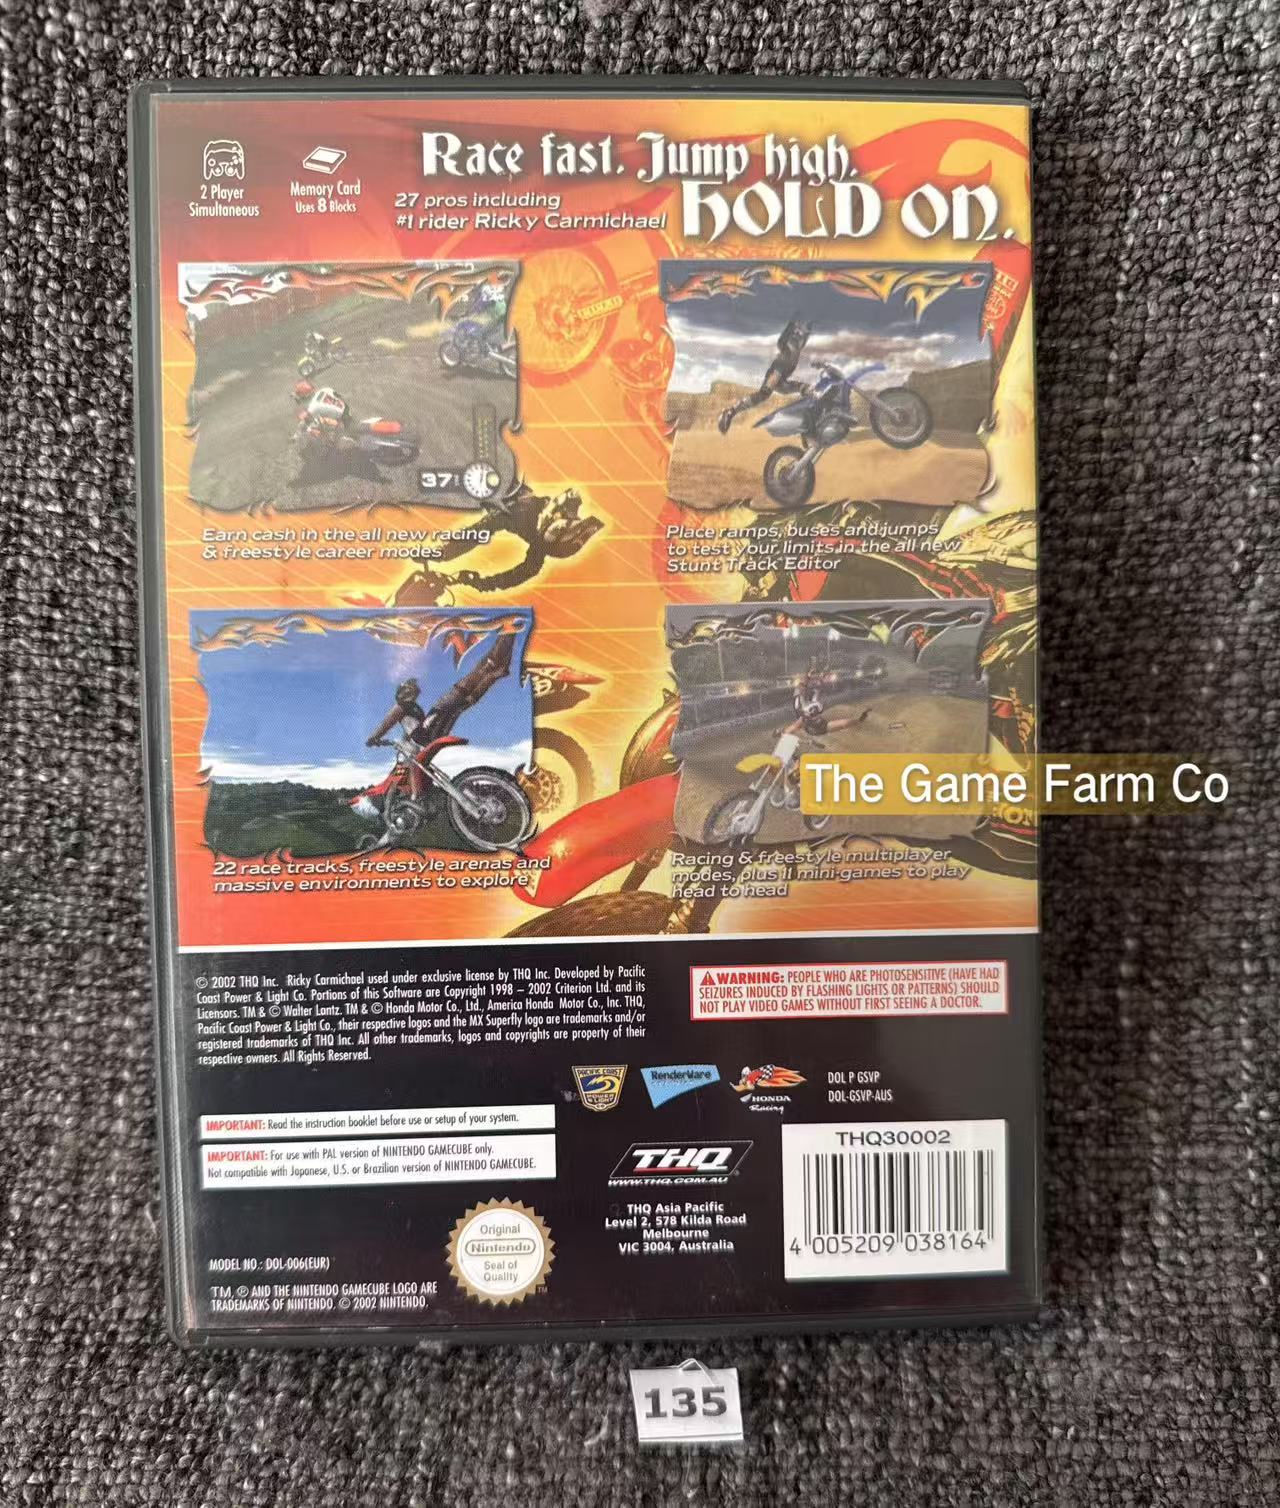 Race fast. Jump high.
HOLD ON.
2 Player
Simultaneous
Memory Card
Uses 8 Blocks
27 pros including
#1 rider Ricky Carmichael
37
Earn cash in the all new racing
& freestyle career modes
Place ramps, buses and jumps
to test your limits in the all new
Stunt Track Editor
The Game Farm Co
22 race tracks, freestyle arenas and
massive environments to explore
Racing & freestyle multiplayer
modes, plus 11 mini-games to play
head to head
© 2002 THQ Inc. Ricky Carmichael used under exclusive license by THQ Inc. Developed by Pacific
Coast Power & Light Co. Portions of this Software are Copyright 1998 – 2002 Criterion Ltd. and its
Licensors. TM & © Walter Lantz. TM & © Honda Motor Co., Ltd., America Honda Motor Co., Inc. THQ,
Pacific Coast Power & Light Co., their respective logos and the MX Superfly logo are trademarks and/or
registered trademarks of THQ Inc. All other trademarks, logos and copyrights are property of their
respective owners. All Rights Reserved.
WARNING: PEOPLE WHO ARE PHOTOSENSITIVE (HAVE HAD
SEIZURES INDUCED BY FLASHING LIGHTS OR PATTERNS) SHOULD
NOT PLAY VIDEO GAMES WITHOUT FIRST SEEING A DOCTOR.
PACIFIC COAST
POWER
& LIGHT
RenderWare
HONDA
Racing
DOL P GSVP
DOL-GSVP-AUS
IMPORTANT: Read the instruction booklet before use or setup of your system.
IMPORTANT: For use with PAL version of NINTENDO GAMECUBE only.
Not compatible with Japanese, U.S. or Brazilian version of NINTENDO GAMECUBE.
THQ
WWW.THQ.COM.AU
THQ Asia Pacific
Level 2, 578 Kilda Road
Melbourne
VIC 3004, Australia
THQ30002
4 005209 038164
Original
Nintendo
Seal of
Quality
TM
MODEL NO.: DOL-006(EUR)
TM, ® AND THE NINTENDO GAMECUBE LOGO ARE
TRADEMARKS OF NINTENDO. © 2002 NINTENDO.
135